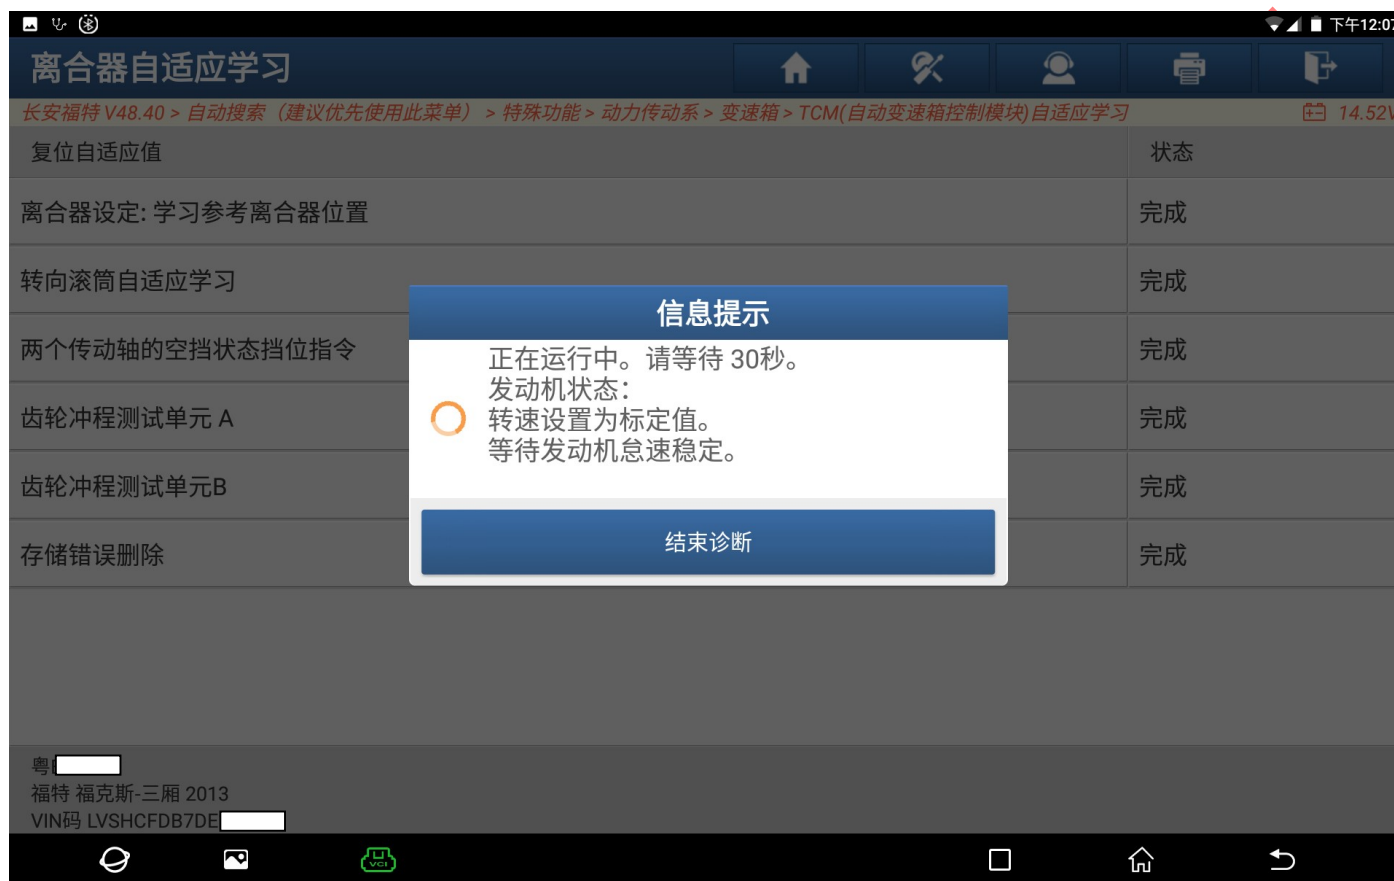 下午12:07
离合器自适应学习
长安福特 V48.40 > 自动搜索（建议优先使用此菜单） > 特殊功能 > 动力传动系 > 变速箱 > TCM(自动变速箱控制模块)自适应学习 14.52V
复位自适应值 状态
离合器设定: 学习参考离合器位置 完成
转向滚筒自适应学习 完成
信息提示
两个传动轴的空挡状态挡位指令 完成
正在运行中。请等待 30秒。
发动机状态：
转速设置为标定值。
等待发动机怠速稳定。
齿轮冲程测试单元 A 完成
齿轮冲程测试单元B 完成
结束诊断
存储错误删除 完成
粤
福特 福克斯-三厢 2013
VIN码 LVSHCFDB7DE
VCI